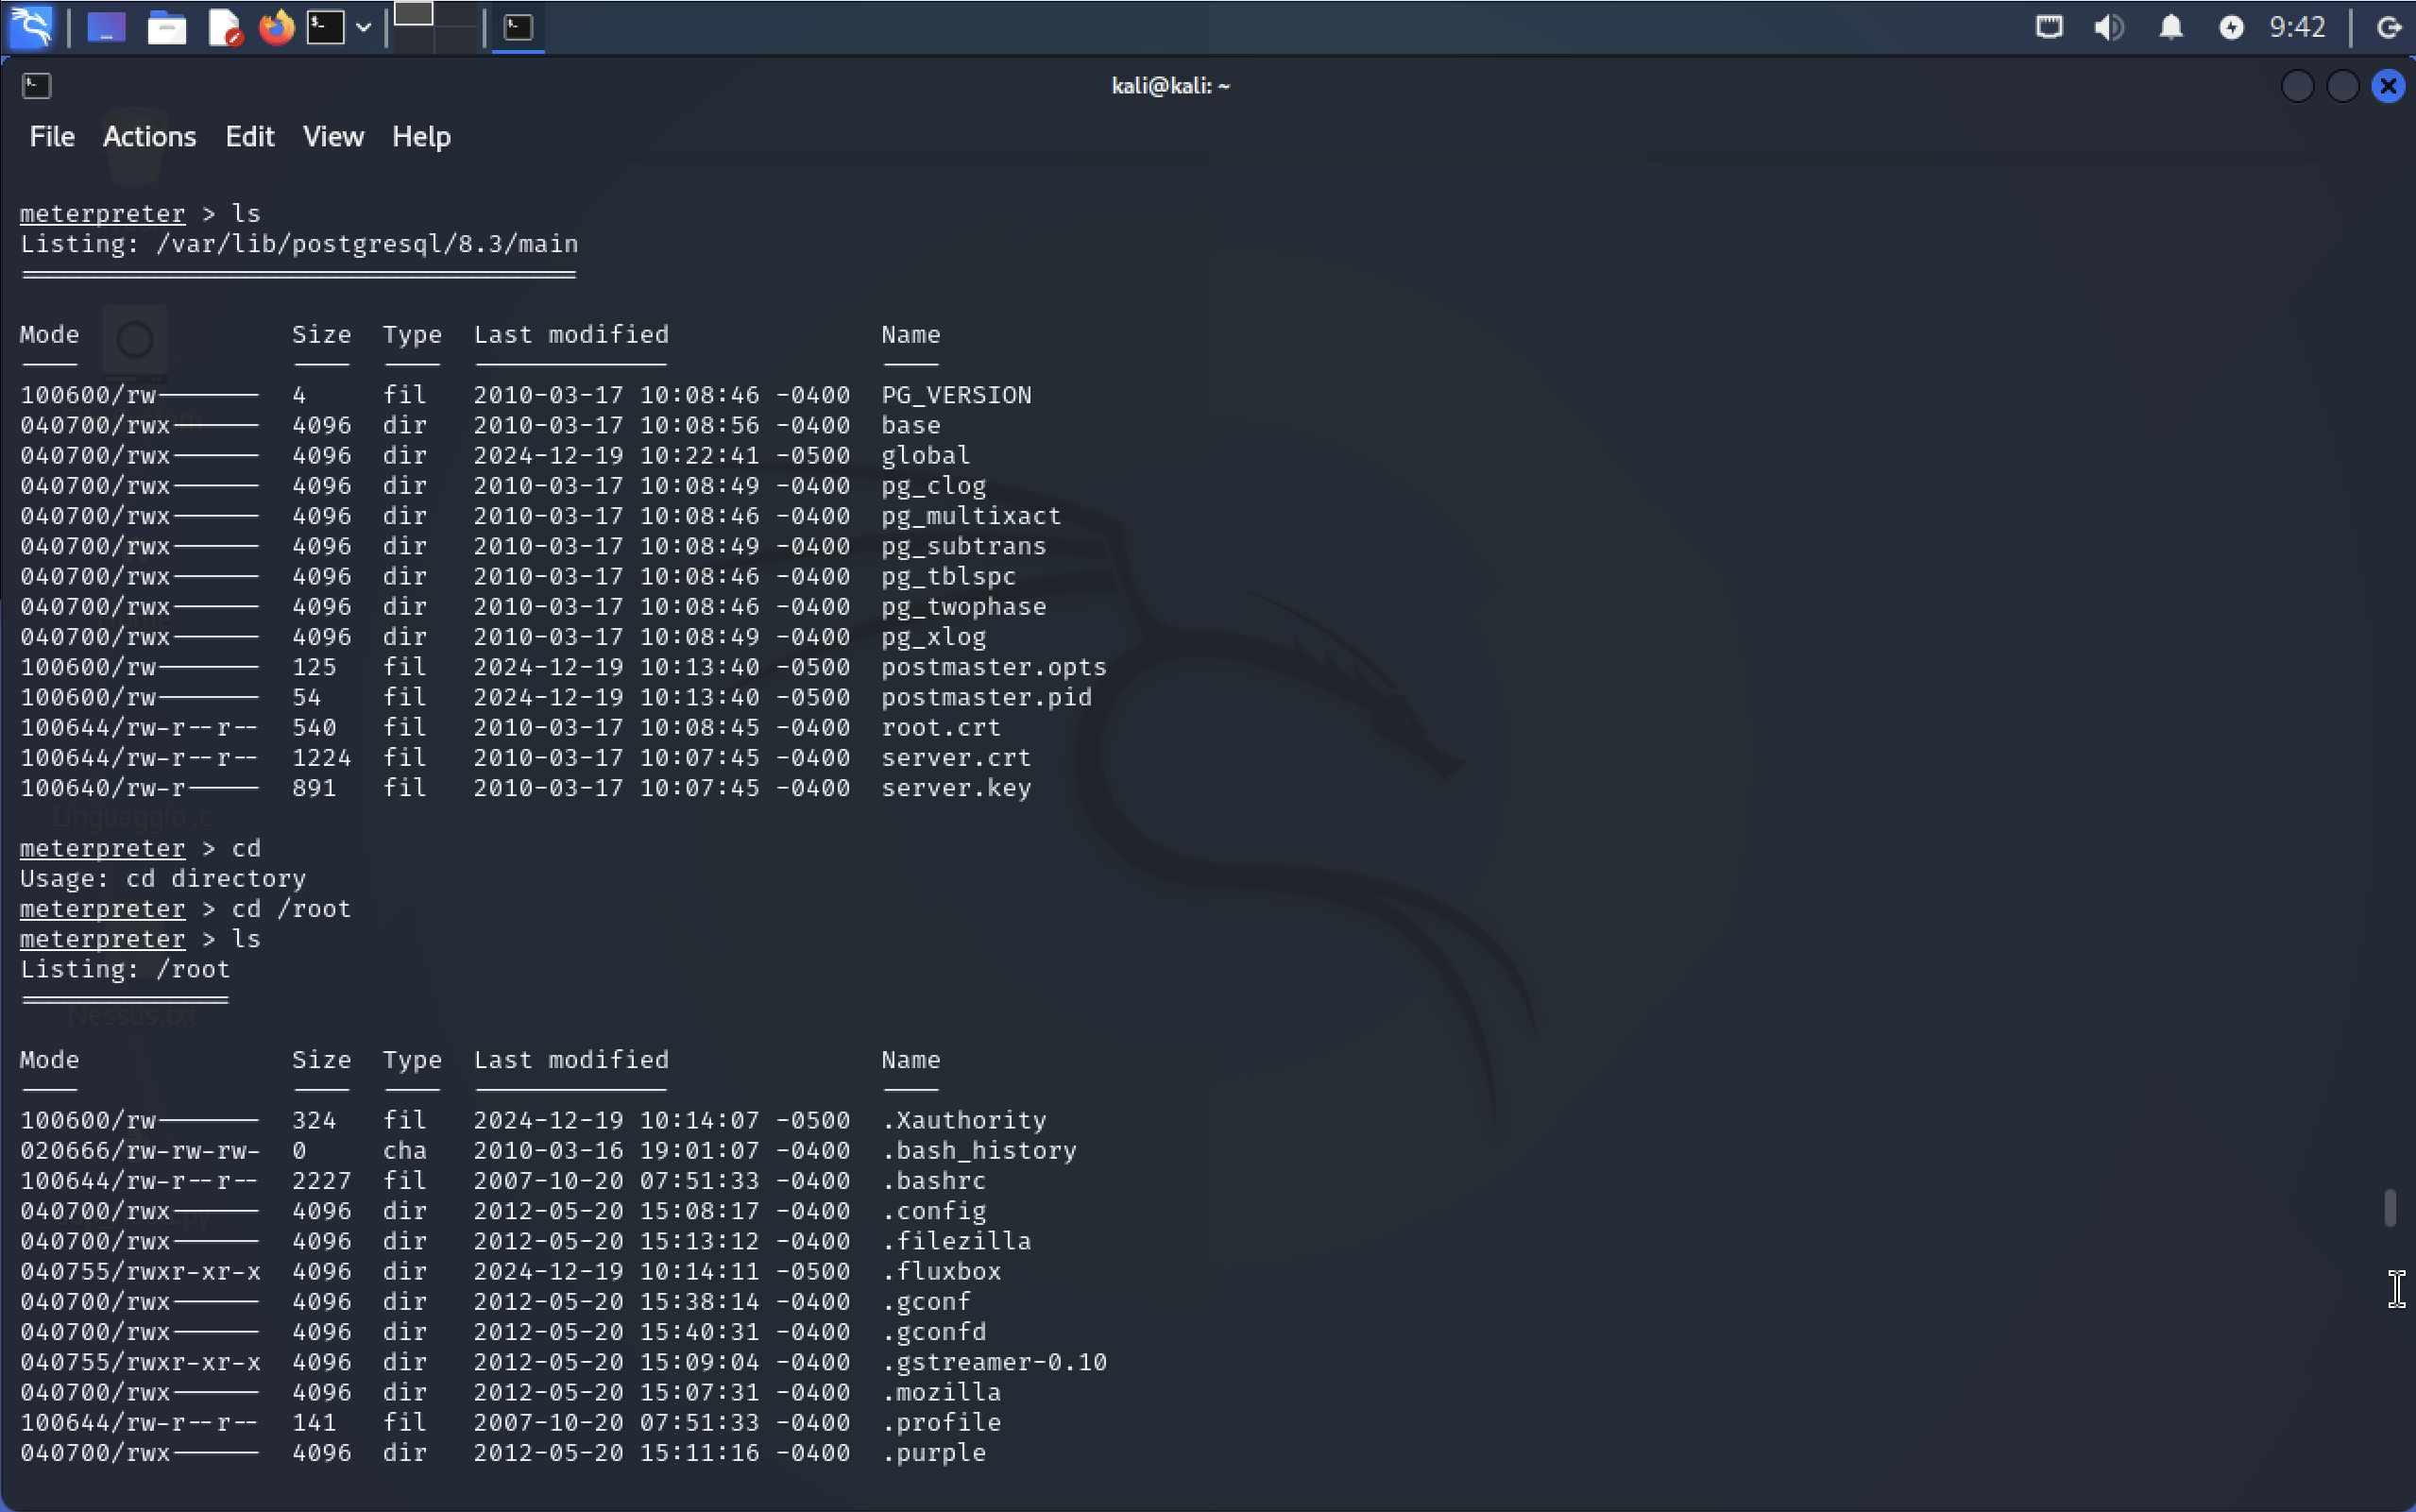 9:42
kali@kali: ~
File Actions Edit View Help
meterpreter > ls
Listing: /var/lib/postgresql/8.3/main
Mode Size Type Last modified Name
100600/rw------- 4 fil 2010-03-17 10:08:46 -0400 PG_VERSION
040700/rwx------ 4096 dir 2010-03-17 10:08:56 -0400 base
040700/rwx------ 4096 dir 2024-12-19 10:22:41 -0500 global
040700/rwx------ 4096 dir 2010-03-17 10:08:49 -0400 pg_clog
040700/rwx------ 4096 dir 2010-03-17 10:08:46 -0400 pg_multixact
040700/rwx------ 4096 dir 2010-03-17 10:08:49 -0400 pg_subtrans
040700/rwx------ 4096 dir 2010-03-17 10:08:46 -0400 pg_tblspc
040700/rwx------ 4096 dir 2010-03-17 10:08:46 -0400 pg_twophase
040700/rwx------ 4096 dir 2010-03-17 10:08:49 -0400 pg_xlog
100600/rw------- 125 fil 2024-12-19 10:13:40 -0500 postmaster.opts
100600/rw------- 54 fil 2024-12-19 10:13:40 -0500 postmaster.pid
100644/rw-r--r-- 540 fil 2010-03-17 10:08:45 -0400 root.crt
100644/rw-r--r-- 1224 fil 2010-03-17 10:07:45 -0400 server.crt
100640/rw-r----- 891 fil 2010-03-17 10:07:45 -0400 server.key
Linguaggio .c
meterpreter > cd
Usage: cd directory
meterpreter > cd /root
meterpreter > ls
Listing: /root
Nessus.txt
Mode Size Type Last modified Name
100600/rw------- 324 fil 2024-12-19 10:14:07 -0500 .Xauthority
020666/rw-rw-rw- 0 cha 2010-03-16 19:01:07 -0400 .bash_history
100644/rw-r--r-- 2227 fil 2007-10-20 07:51:33 -0400 .bashrc
040700/rwx------ 4096 dir 2012-05-20 15:08:17 -0400 .config
040700/rwx------ 4096 dir 2012-05-20 15:13:12 -0400 .filezilla
040755/rwxr-xr-x 4096 dir 2024-12-19 10:14:11 -0500 .fluxbox
040700/rwx------ 4096 dir 2012-05-20 15:38:14 -0400 .gconf
040700/rwx------ 4096 dir 2012-05-20 15:40:31 -0400 .gconfd
040755/rwxr-xr-x 4096 dir 2012-05-20 15:09:04 -0400 .gstreamer-0.10
040700/rwx------ 4096 dir 2012-05-20 15:07:31 -0400 .mozilla
100644/rw-r--r-- 141 fil 2007-10-20 07:51:33 -0400 .profile
040700/rwx------ 4096 dir 2012-05-20 15:11:16 -0400 .purple